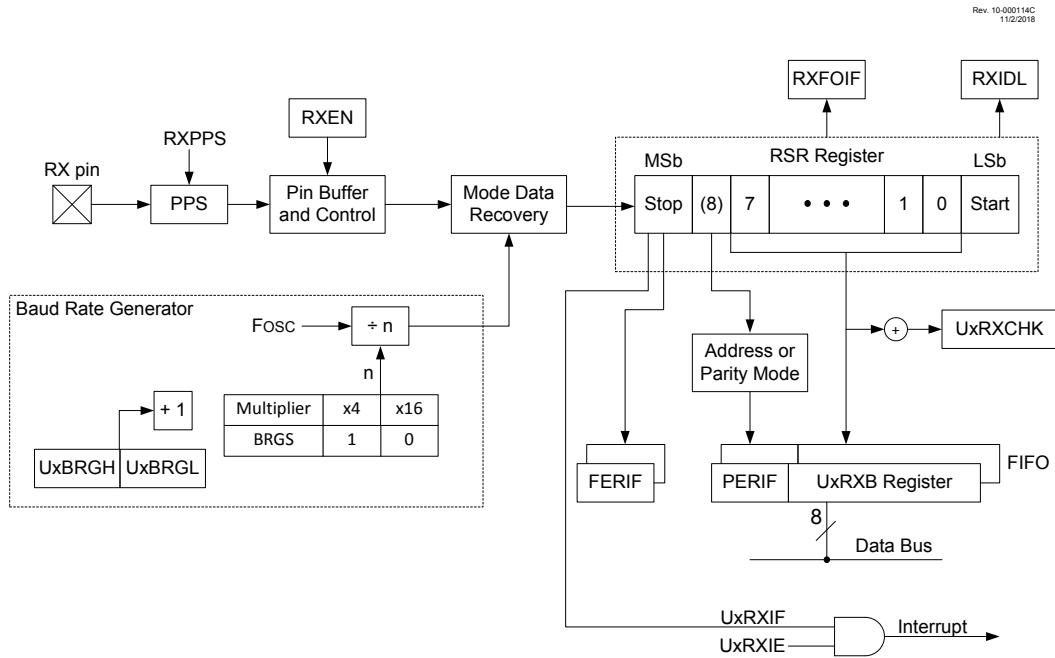 Rev. 10-000114C
11/2/2018
RXFOIF
RXIDL
RXEN
RXPPS
RX pin
PPS
Pin Buffer
and Control
Mode Data
Recovery
MSb
RSR Register
LSb
Stop (8) 7 • • • 1 0 Start
Baud Rate Generator
FOSC
÷ n
n
+ 1
Multiplier x4 x16
BRGS 1 0
UxBRGH UxBRGL
+
UxRXCHK
Address or
Parity Mode
FIFO
FERIF
PERIF
UxRXB Register
8
Data Bus
UxRXIF
UxRXIE
Interrupt